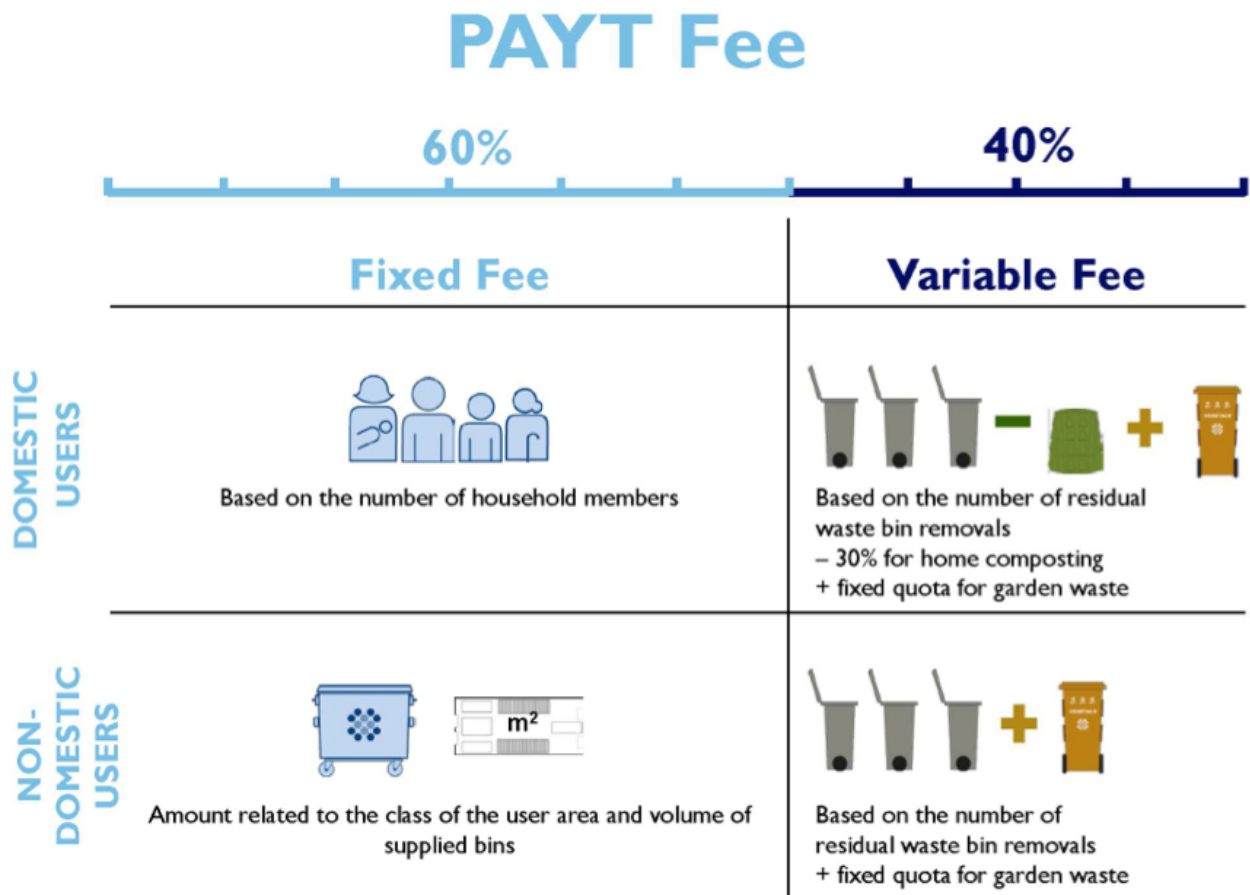 PAYT Fee
60%
40%
Fixed Fee
Variable Fee
DOMESTIC
USERS
Based on the number of household members
Based on the number of residual
waste bin removals
– 30% for home composting
+ fixed quota for garden waste
NON-
DOMESTIC
USERS
m²
Amount related to the class of the user area and volume of
supplied bins
Based on the number of
residual waste bin removals
+ fixed quota for garden waste